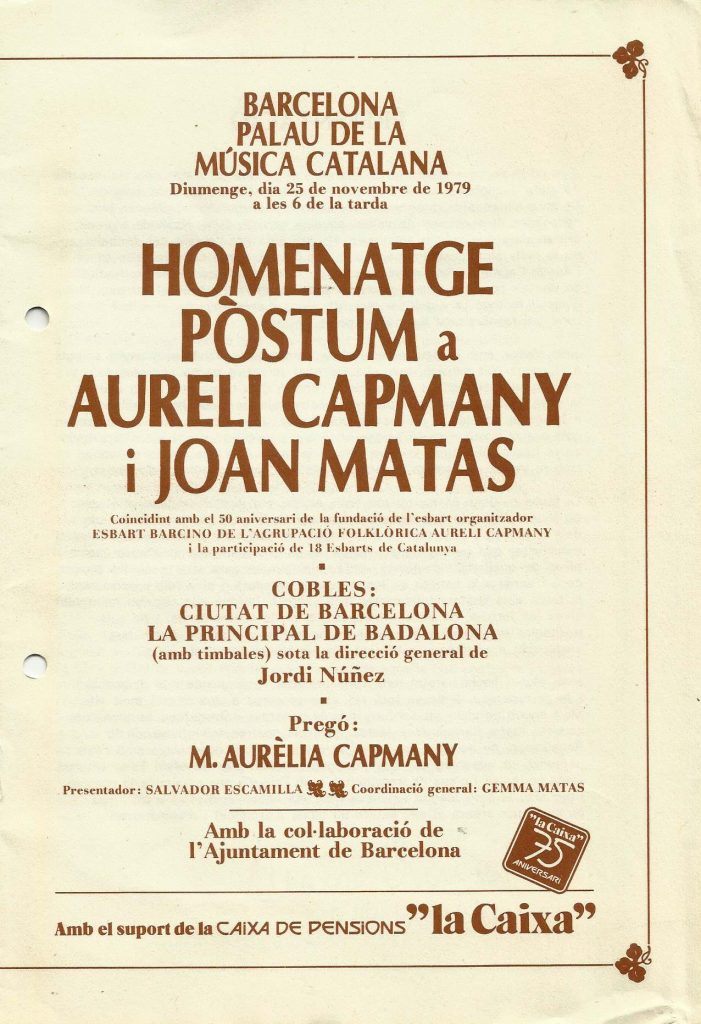 BARCELONA
PALAU DE LA
MÚSICA CATALANA
Diumenge, dia 25 de novembre de 1979
a les 6 de la tarda
HOMENATGE
PÒSTUM a
AURELI CAPMANY
i JOAN MATAS
Coincidint amb el 50 aniversari de la fundació de l'esbart organitzador
ESBART BARCINO DE L'AGRUPACIÓ FOLKLÒRICA AURELI CAPMANY
i la participació de 18 Esbarts de Catalunya
COBLES:
CIUTAT DE BARCELONA
LA PRINCIPAL DE BADALONA
(amb timbales) sota la direcció general de
Jordi Núñez
Pregó:
M. AURÈLIA CAPMANY
Presentador: SALVADOR ESCAMILLA Coordinació general: GEMMA MATAS
Amb la col·laboració de
l'Ajuntament de Barcelona
"la Caixa"
75
ANIVERSARI
Amb el suport de la CAIXA DE PENSIONS "la Caixa"